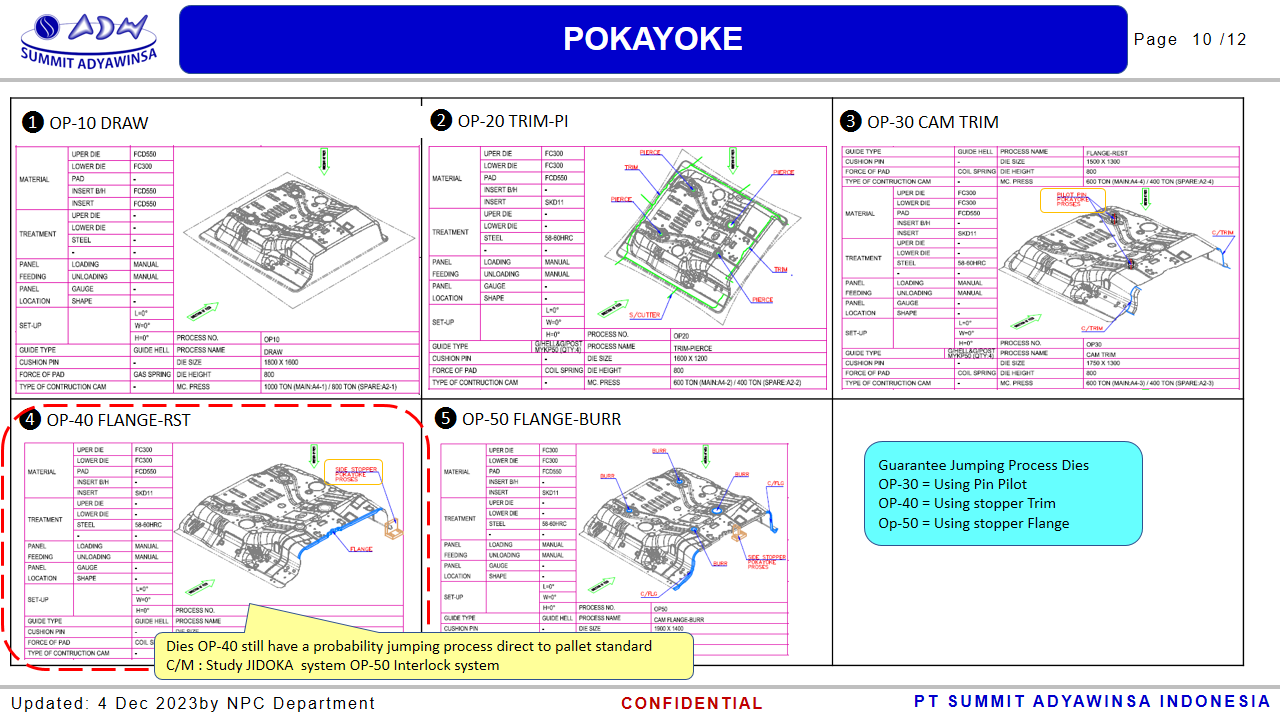 ADW
SUMMIT ADYAWINSA
POKAYOKE
Page 10 /12
1 OP-10 DRAW
MATERIAL
UPER DIE FCD550
LOWER DIE FC300
PAD -
INSERT B/H FCD550
INSERT FCD550
TREATMENT
UPER DIE -
LOWER DIE -
STEEL -
- -
PANEL FEEDING
LOADING MANUAL
UNLOADING MANUAL
PANEL LOCATION
GAUGE -
SHAPE -
SET-UP
L=0°
W=0°
H=0°
PROCESS NO. OP10
GUIDE TYPE GUIDE HELL PROCESS NAME DRAW
CUSHION PIN - DIE SIZE 1800 X 1600
FORCE OF PAD GAS SPRING DIE HEIGHT 800
TYPE OF CONTRUCTION CAM - MC. PRESS 1000 TON (MAIN:A4-1) / 800 TON (SPARE:A2-1)
2 OP-20 TRIM-PI
MATERIAL
UPER DIE FC300
LOWER DIE FC300
PAD FCD550
INSERT B/H -
INSERT SKD11
TREATMENT
UPER DIE -
LOWER DIE -
STEEL 58-60HRC
- -
PANEL FEEDING
LOADING MANUAL
UNLOADING MANUAL
PANEL LOCATION
GAUGE -
SHAPE -
SET-UP
L=0°
W=0°
H=0°
PIERCE
TRIM
PIERCE
PIERCE
TRIM
PIERCE
S/CUTTER
PROCESS NO. OP20
GUIDE TYPE G/HELL&G/POST MYKP50 (QTY:4) PROCESS NAME TRIM-PIERCE
CUSHION PIN - DIE SIZE 1600 X 1200
FORCE OF PAD COIL SPRING DIE HEIGHT 800
TYPE OF CONTRUCTION CAM - MC. PRESS 600 TON (MAIN:A4-2) / 400 TON (SPARE:A2-2)
3 OP-30 CAM TRIM
GUIDE TYPE GUIDE HELL PROCESS NAME FLANGE-REST
CUSHION PIN - DIE SIZE 1500 X 1300
FORCE OF PAD COIL SPRING DIE HEIGHT 800
TYPE OF CONTRUCTION CAM - MC. PRESS 600 TON (MAIN:A4-4) / 400 TON (SPARE:A2-4)
MATERIAL
UPER DIE FC300
LOWER DIE FC300
PAD FCD550
INSERT B/H -
INSERT SKD11
TREATMENT
UPER DIE -
LOWER DIE -
STEEL 58-60HRC
- -
PANEL FEEDING
LOADING MANUAL
UNLOADING MANUAL
PANEL LOCATION
GAUGE -
SHAPE -
SET-UP
L=0°
W=0°
H=0°
PILOT PIN
POKAYOKE
PROSES
C/TRIM
C/TRIM
PROCESS NO. OP30
GUIDE TYPE G/HELL&G/POST MYKP50 (QTY:4) PROCESS NAME CAM TRIM
CUSHION PIN - DIE SIZE 1750 X 1300
FORCE OF PAD COIL SPRING DIE HEIGHT 800
TYPE OF CONTRUCTION CAM - MC. PRESS 600 TON (MAIN:A4-3) / 400 TON (SPARE:A2-3)
4 OP-40 FLANGE-RST
MATERIAL
UPER DIE FC300
LOWER DIE FC300
PAD FCD550
INSERT B/H -
INSERT SKD11
TREATMENT
UPER DIE -
LOWER DIE -
STEEL 58-60HRC
- -
PANEL FEEDING
LOADING MANUAL
UNLOADING MANUAL
PANEL LOCATION
GAUGE -
SHAPE -
SET-UP
L=0°
W=0°
H=0°
SIDE STOPPER
POKAYOKE
PROSES
FLANGE
PROCESS NO.
GUIDE TYPE GUIDE HELL PROCESS NAME
CUSHION PIN -
FORCE OF PAD
TYPE OF CONTRUCTION CAM
Dies OP-40 still have a probability jumping process direct to pallet standard
C/M : Study JIDOKA system OP-50 Interlock system
5 OP-50 FLANGE-BURR
MATERIAL
UPER DIE FC300
LOWER DIE FC300
PAD FCD550
INSERT B/H -
INSERT SKD11
TREATMENT
UPER DIE -
LOWER DIE -
STEEL 58-60HRC
- -
PANEL FEEDING
LOADING MANUAL
UNLOADING MANUAL
PANEL LOCATION
GAUGE -
SHAPE -
SET-UP
L=0°
W=0°
H=0°
BURR
BURR
BURR
C/FLG
BURR
SIDE STOPPER
POKAYOKE
PROSES
C/FLG
PROCESS NO. OP50
GUIDE TYPE GUIDE HELL PROCESS NAME CAM FLANGE-BURR
CUSHION PIN - DIE SIZE 1900 X 1400
Guarantee Jumping Process Dies
OP-30 = Using Pin Pilot
OP-40 = Using stopper Trim
Op-50 = Using stopper Flange
Updated: 4 Dec 2023by NPC Department
CONFIDENTIAL
PT SUMMIT ADYAWINSA INDONESIA